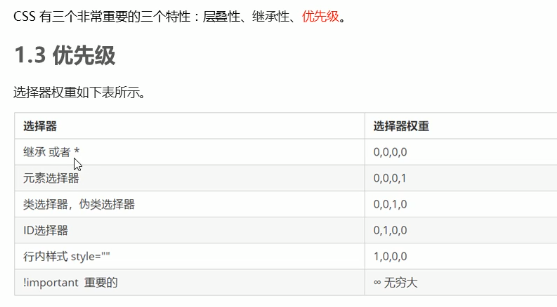 CSS 有三个非常重要的三个特性：层叠性、继承性、优先级。
1.3 优先级
选择器权重如下表所示。
选择器 选择器权重
继承 或者 * 0,0,0,0
元素选择器 0,0,0,1
类选择器，伪类选择器 0,0,1,0
ID选择器 0,1,0,0
行内样式 style="" 1,0,0,0
!important 重要的 ∞ 无穷大